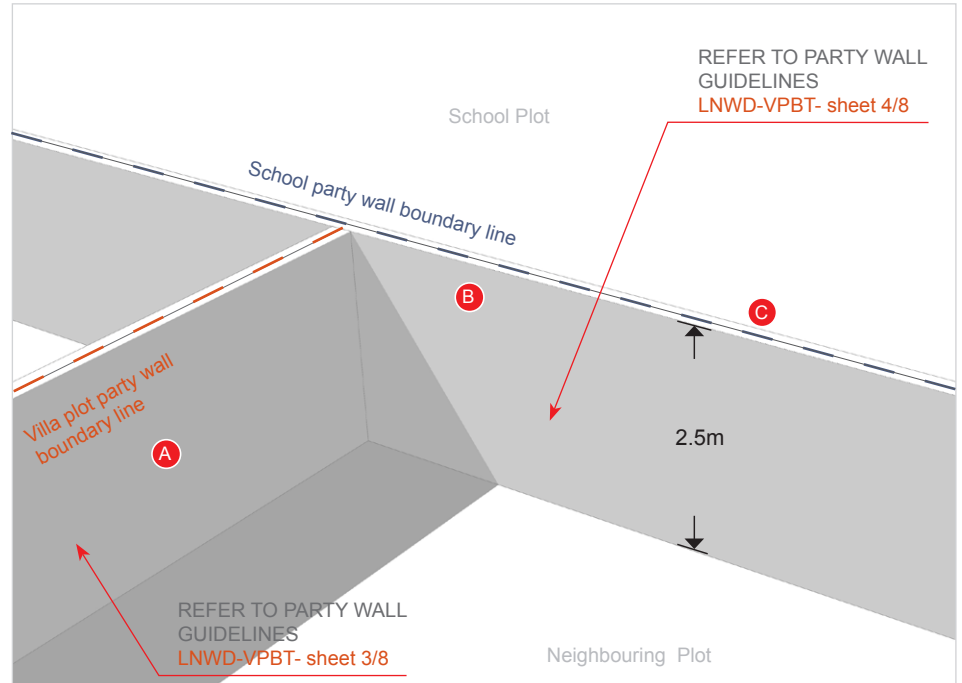 REFER TO PARTY WALL
GUIDELINES
LNWD-VPBT- sheet 4/8
School Plot
School party wall boundary line
B
C
2.5m
Villa plot party wall
boundary line
A
REFER TO PARTY WALL
GUIDELINES
LNWD-VPBT- sheet 3/8
Neighbouring Plot